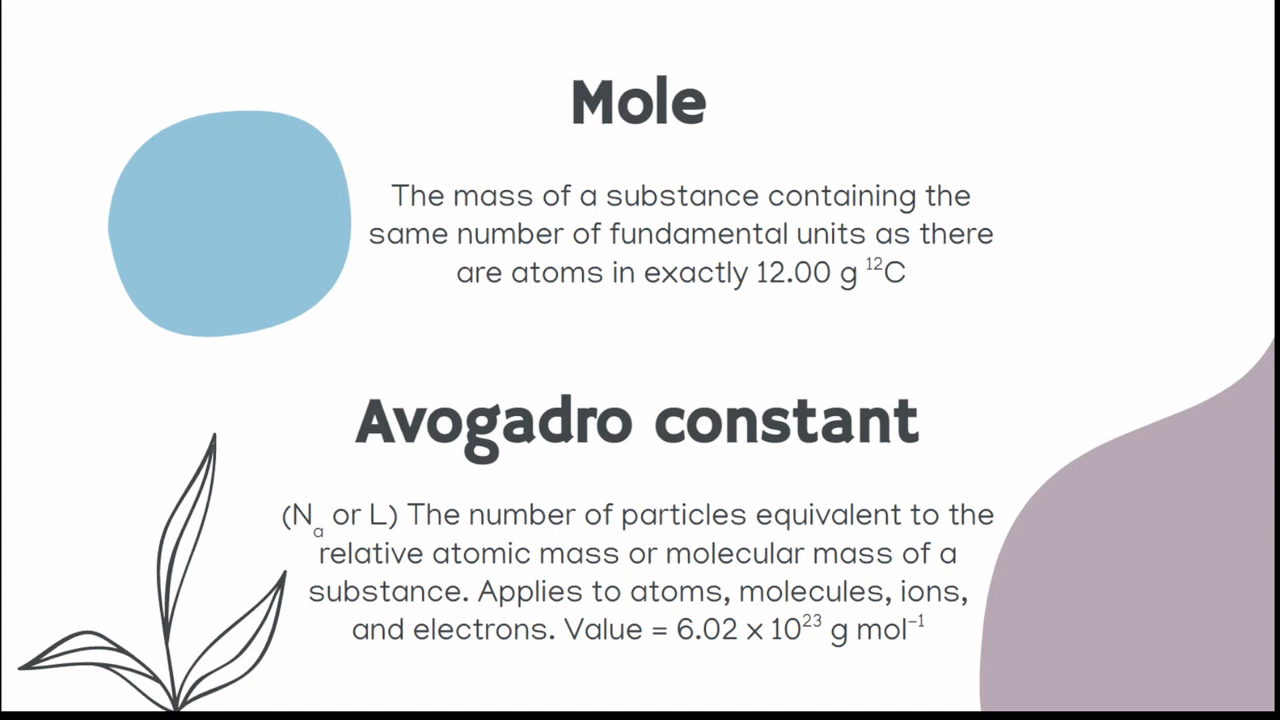 Mole
The mass of a substance containing the
same number of fundamental units as there
are atoms in exactly 12.00 g ¹²C
Avogadro constant
(Nₐ or L) The number of particles equivalent to the
relative atomic mass or molecular mass of a
substance. Applies to atoms, molecules, ions,
and electrons. Value = 6.02 x 10²³ g mol⁻¹